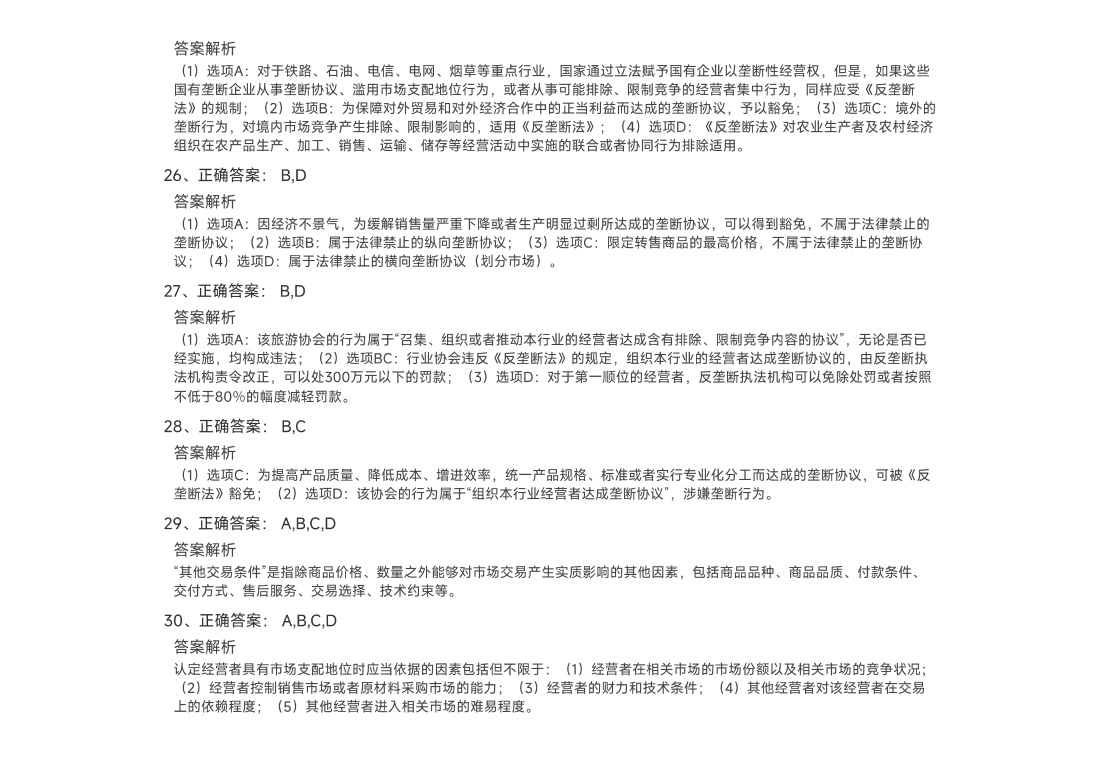 答案解析
（1）选项A：对于铁路、石油、电信、电网、烟草等重点行业，国家通过立法赋予国有企业以垄断性经营权，但是，如果这些
国有垄断企业从事垄断协议、滥用市场支配地位行为，或者从事可能排除、限制竞争的经营者集中行为，同样应受《反垄断
法》的规制；（2）选项B：为保障对外贸易和对外经济合作中的正当利益而达成的垄断协议，予以豁免；（3）选项C：境外的
垄断行为，对境内市场竞争产生排除、限制影响的，适用《反垄断法》；（4）选项D：《反垄断法》对农业生产者及农村经济
组织在农产品生产、加工、销售、运输、储存等经营活动中实施的联合或者协同行为排除适用。
26、正确答案： B,D
答案解析
（1）选项A：因经济不景气，为缓解销售量严重下降或者生产明显过剩所达成的垄断协议，可以得到豁免，不属于法律禁止的
垄断协议；（2）选项B：属于法律禁止的纵向垄断协议；（3）选项C：限定转售商品的最高价格，不属于法律禁止的垄断协
议；（4）选项D：属于法律禁止的横向垄断协议（划分市场）。
27、正确答案： B,D
答案解析
（1）选项A：该旅游协会的行为属于“召集、组织或者推动本行业的经营者达成含有排除、限制竞争内容的协议”，无论是否已
经实施，均构成违法；（2）选项BC：行业协会违反《反垄断法》的规定，组织本行业的经营者达成垄断协议的，由反垄断执
法机构责令改正，可以处300万元以下的罚款；（3）选项D：对于第一顺位的经营者，反垄断执法机构可以免除处罚或者按照
不低于80%的幅度减轻罚款。
28、正确答案： B,C
答案解析
（1）选项C：为提高产品质量、降低成本、增进效率，统一产品规格、标准或者实行专业化分工而达成的垄断协议，可被《反
垄断法》豁免；（2）选项D：该协会的行为属于“组织本行业经营者达成垄断协议”，涉嫌垄断行为。
29、正确答案： A,B,C,D
答案解析
“其他交易条件”是指除商品价格、数量之外能够对市场交易产生实质影响的其他因素，包括商品品种、商品品质、付款条件、
交付方式、售后服务、交易选择、技术约束等。
30、正确答案： A,B,C,D
答案解析
认定经营者具有市场支配地位时应当依据的因素包括但不限于：（1）经营者在相关市场的市场份额以及相关市场的竞争状况；
（2）经营者控制销售市场或者原材料采购市场的能力；（3）经营者的财力和技术条件；（4）其他经营者对该经营者在交易
上的依赖程度；（5）其他经营者进入相关市场的难易程度。